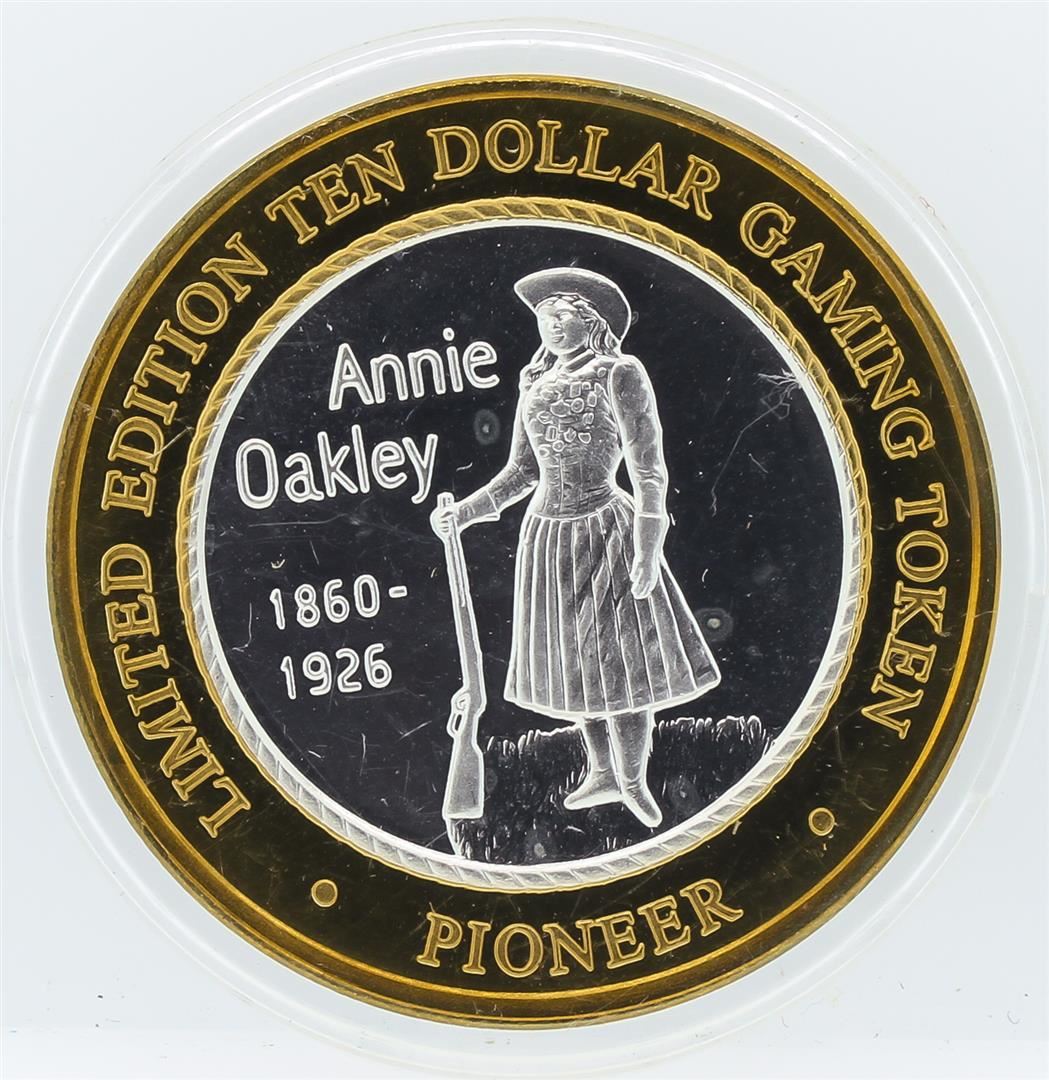 LIMITED EDITION TEN DOLLAR GAMING TOKEN
Annie
Oakley
1860-
1926
• PIONEER •